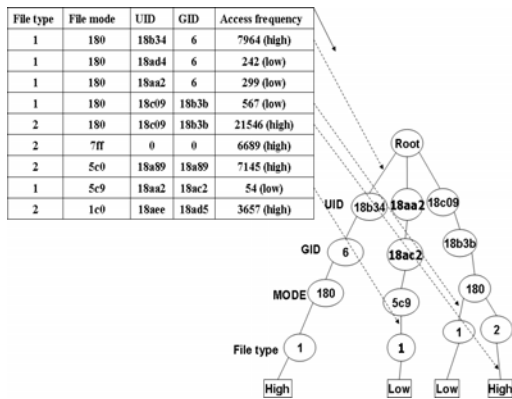 File type File mode UID GID Access frequency
1 180 18b34 6 7964 (high)
1 180 18ad4 6 242 (low)
1 180 18aa2 6 299 (low)
1 180 18c09 18b3b 567 (low)
2 180 18c09 18b3b 21546 (high)
2 7ff 0 0 6689 (high)
2 5c0 18a89 18a89 7145 (high)
1 5c9 18aa2 18ac2 54 (low)
2 1c0 18aee 18ad5 3657 (high)
Root
UID 18b34 18aa2 18c09
GID 6 18ac2 18b3b
MODE 180 5c9 180
File type 1 1 1 2
High Low Low High